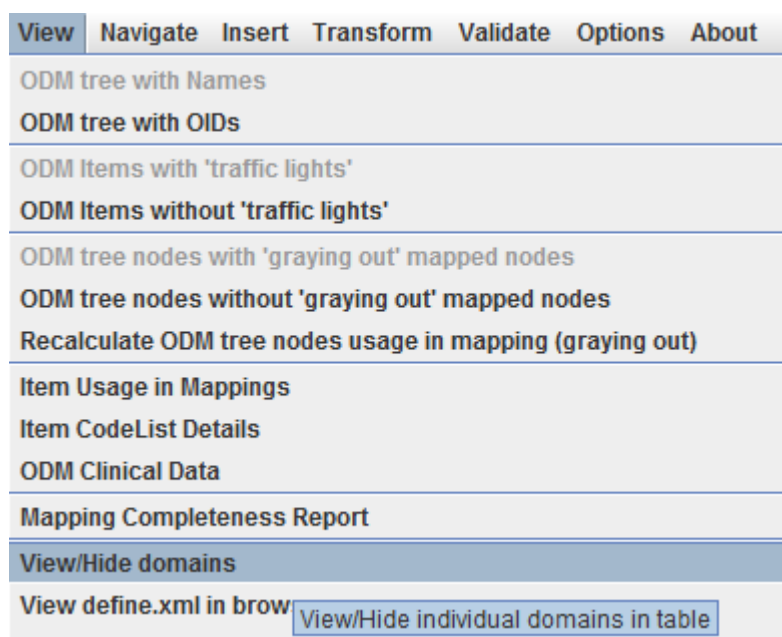 View Navigate Insert Transform Validate Options About
ODM tree with Names
ODM tree with OIDs
ODM Items with 'traffic lights'
ODM Items without 'traffic lights'
ODM tree nodes with 'graying out' mapped nodes
ODM tree nodes without 'graying out' mapped nodes
Recalculate ODM tree nodes usage in mapping (graying out)
Item Usage in Mappings
Item CodeList Details
ODM Clinical Data
Mapping Completeness Report
View/Hide domains
View define.xml in brow
View/Hide individual domains in table